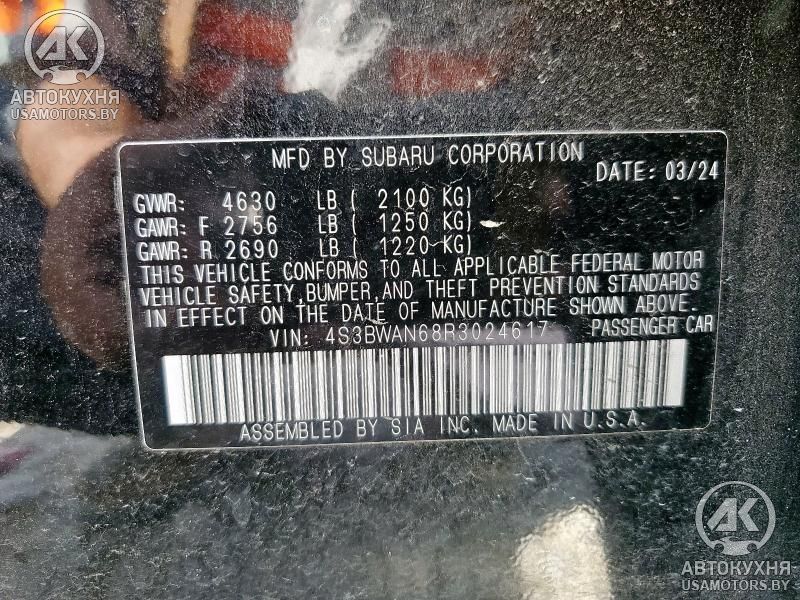 AK
АВТОКУХНЯ
USAMOTORS.BY
MFD BY SUBARU CORPORATION
DATE: 03/24
GVWR: 4630 LB ( 2100 KG)
GAWR: F 2756 LB ( 1250 KG)
GAWR: R 2690 LB ( 1220 KG)
THIS VEHICLE CONFORMS TO ALL APPLICABLE FEDERAL MOTOR
VEHICLE SAFETY, BUMPER, AND THEFT PREVENTION STANDARDS
IN EFFECT ON THE DATE OF MANUFACTURE SHOWN ABOVE.
VIN: 4S3BWAN68R3024617 PASSENGER CAR
ASSEMBLED BY SIA INC. MADE IN U.S.A.
AK
АВТОКУХНЯ
USAMOTORS.BY